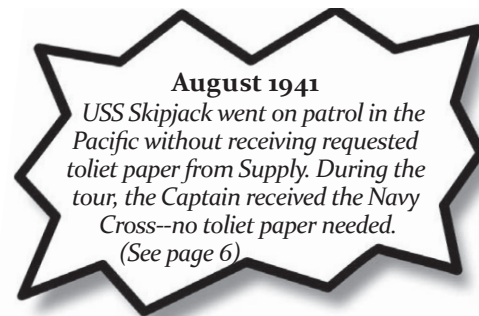 August 1941
USS Skipjack went on patrol in the
Pacific without receiving requested
toliet paper from Supply. During the
tour, the Captain received the Navy
Cross--no toliet paper needed.
(See page 6)